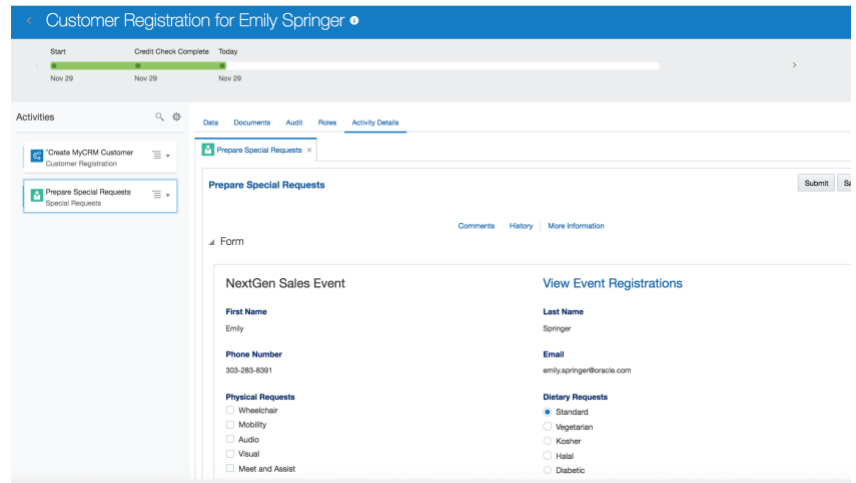 Customer Registration for Emily Springer
Start Credit Check Complete Today
Nov 29 Nov 29 Nov 29
Activities
*Create MyCRM Customer
Customer Registration
Prepare Special Requests
Special Requests
Data Documents Audit Roles Activity Details
Prepare Special Requests ×
Prepare Special Requests
Submit Sa
Comments History More Information
Form
NextGen Sales Event View Event Registrations
First Name Last Name
Emily Springer
Phone Number Email
303-283-8391 emily.springer@oracle.com
Physical Requests Dietary Requests
Wheelchair Standard
Mobility Vegetarian
Audio Kosher
Visual Halal
Meet and Assist Diabetic